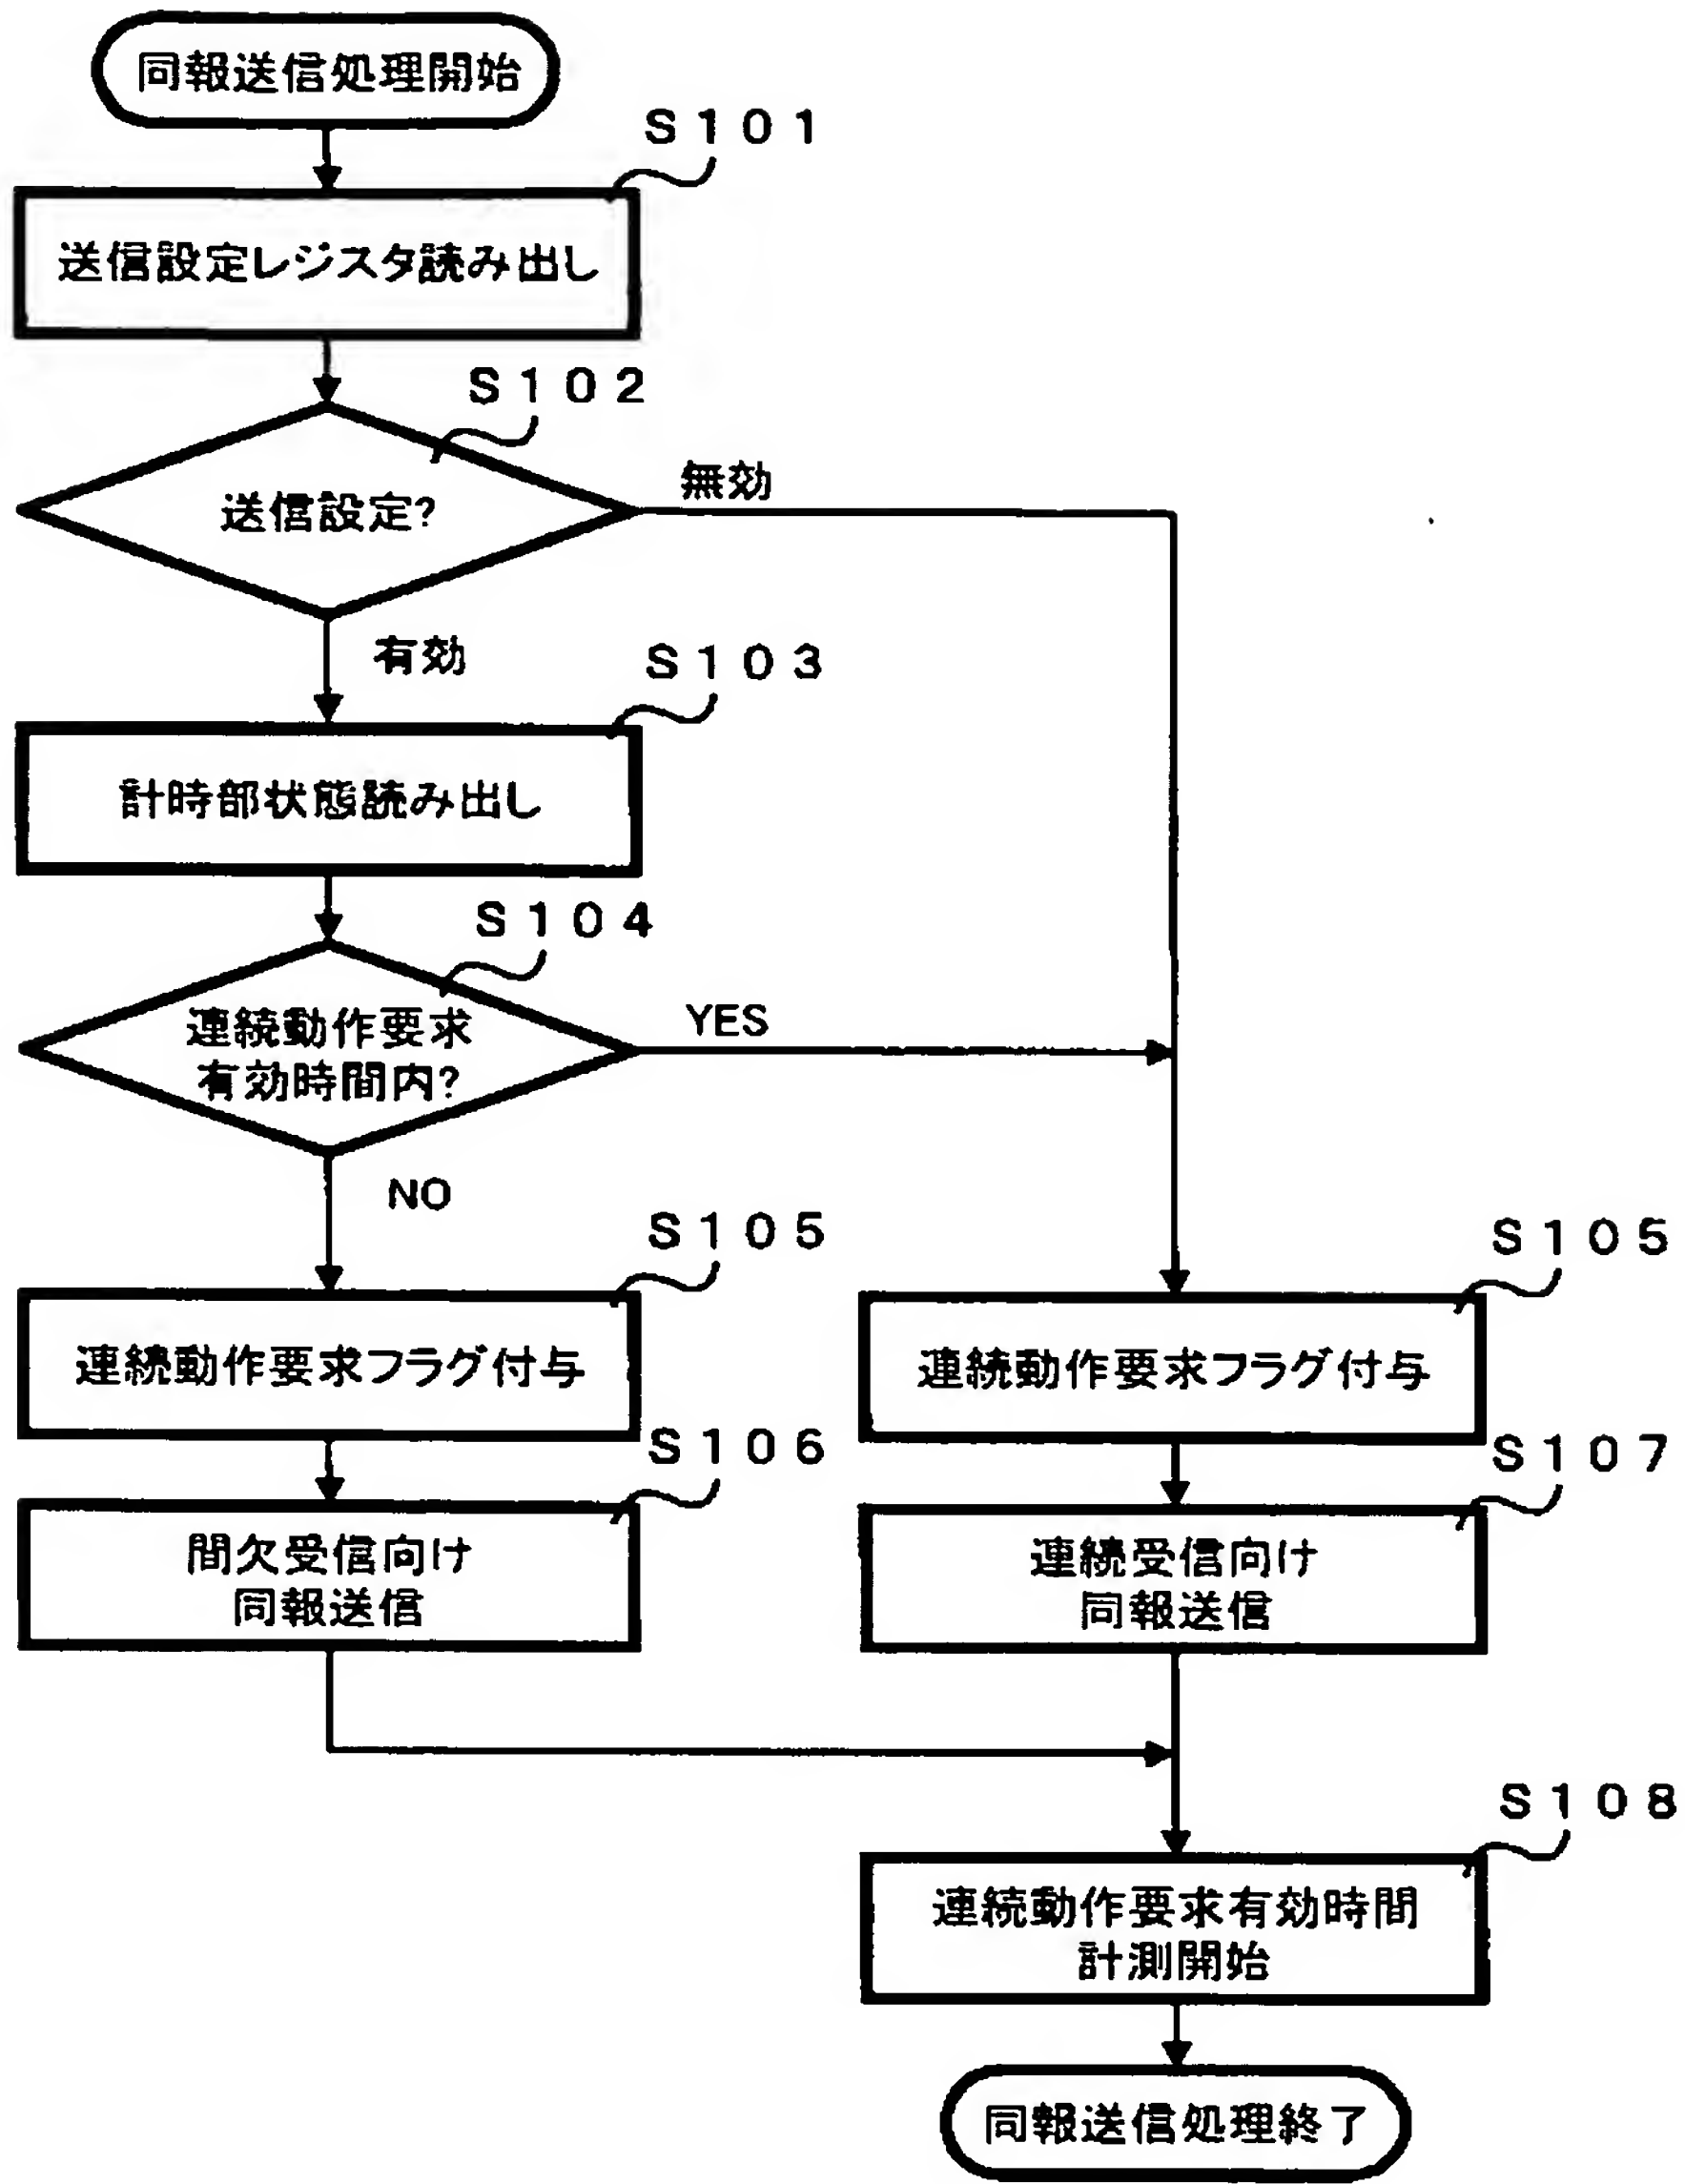 同報送信処理開始
S101
送信設定レジスタ読み出し
S102
送信設定?
無効
有効
S103
計時部状態読み出し
S104
連続動作要求
有効時間内?
YES
NO
S105
連続動作要求フラグ付与
S105
連続動作要求フラグ付与
S106
間欠受信向け
同報送信
S107
連続受信向け
同報送信
S108
連続動作要求有効時間
計測開始
同報送信処理終了